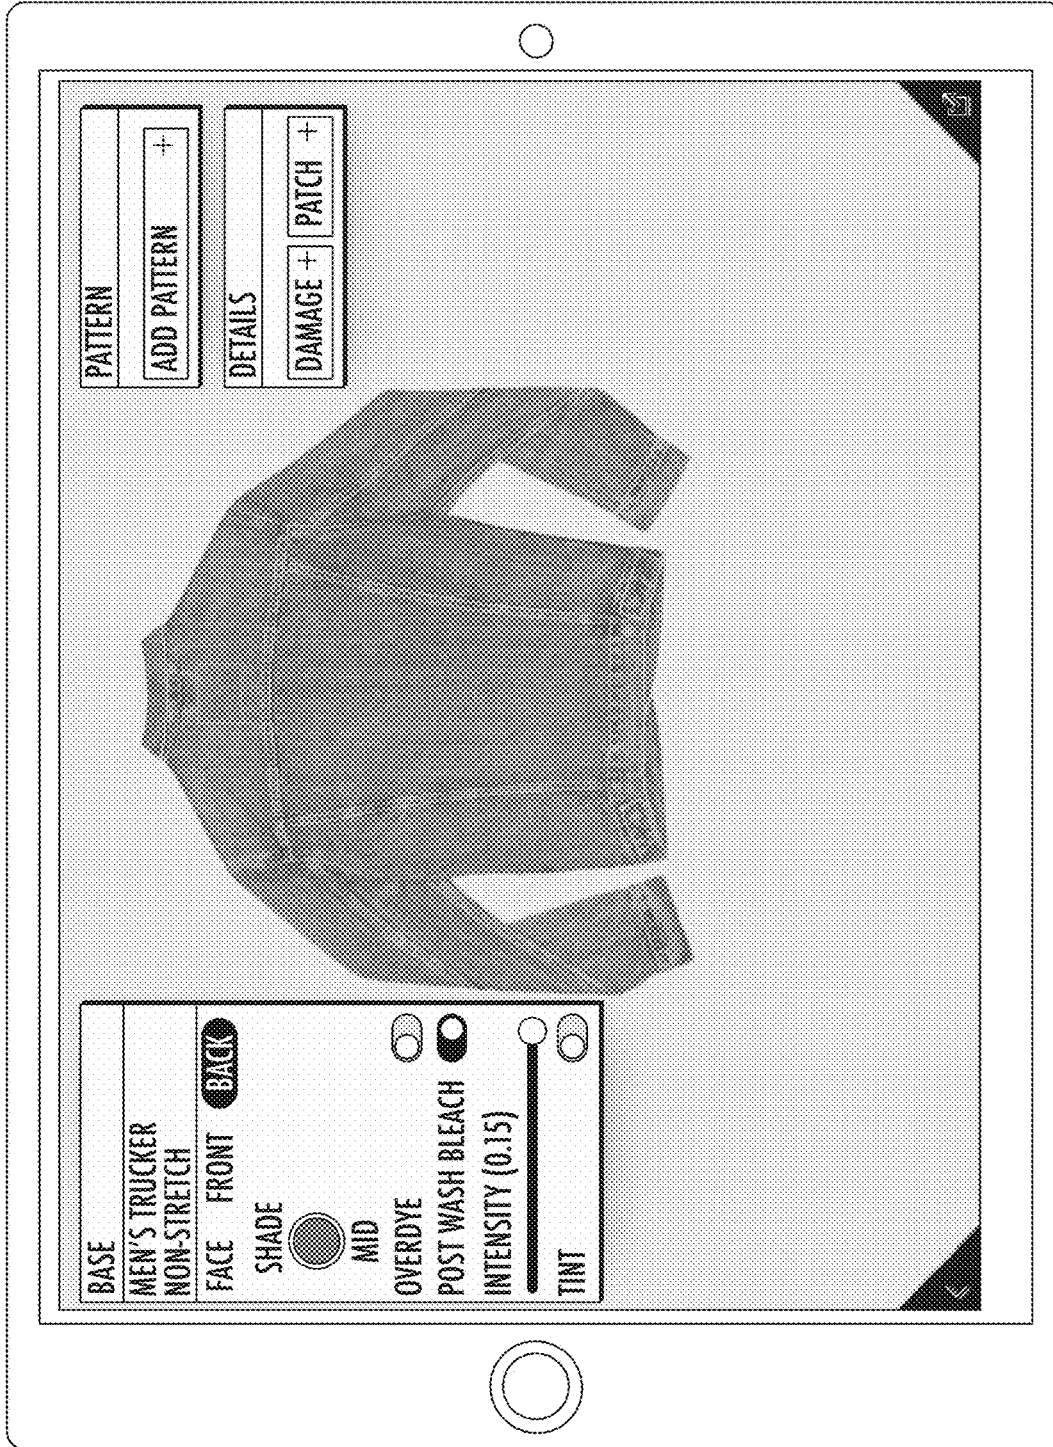 BASE
MEN'S TRUCKER
NON-STRETCH
FACE FRONT BACK
SHADE
MID
OVERDYE
POST WASH BLEACH
INTENSITY (0.15)
TINT
PATTERN
ADD PATTERN +
DETAILS
DAMAGE + PATCH +